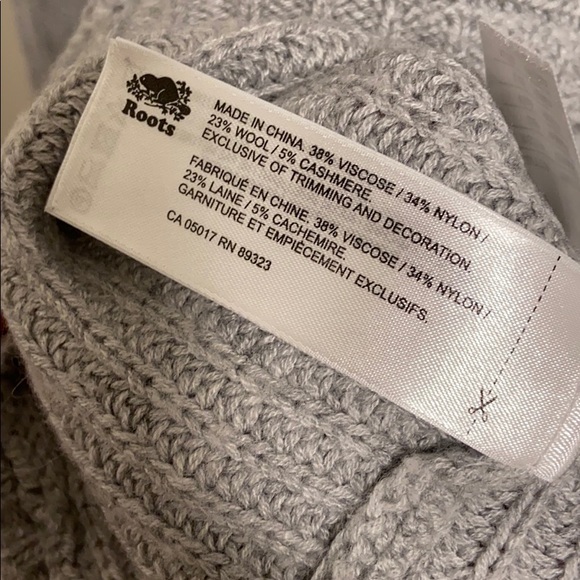 Roots
MADE IN CHINA. 38% VISCOSE / 34% NYLON /
23% WOOL / 5% CASHMERE.
EXCLUSIVE OF TRIMMING AND DECORATION.
FABRIQUÉ EN CHINE. 38% VISCOSE / 34% NYLON /
23% LAINE / 5% CACHEMIRE.
GARNITURE ET EMPIÈCEMENT EXCLUSIFS.
CA 05017 RN 89323